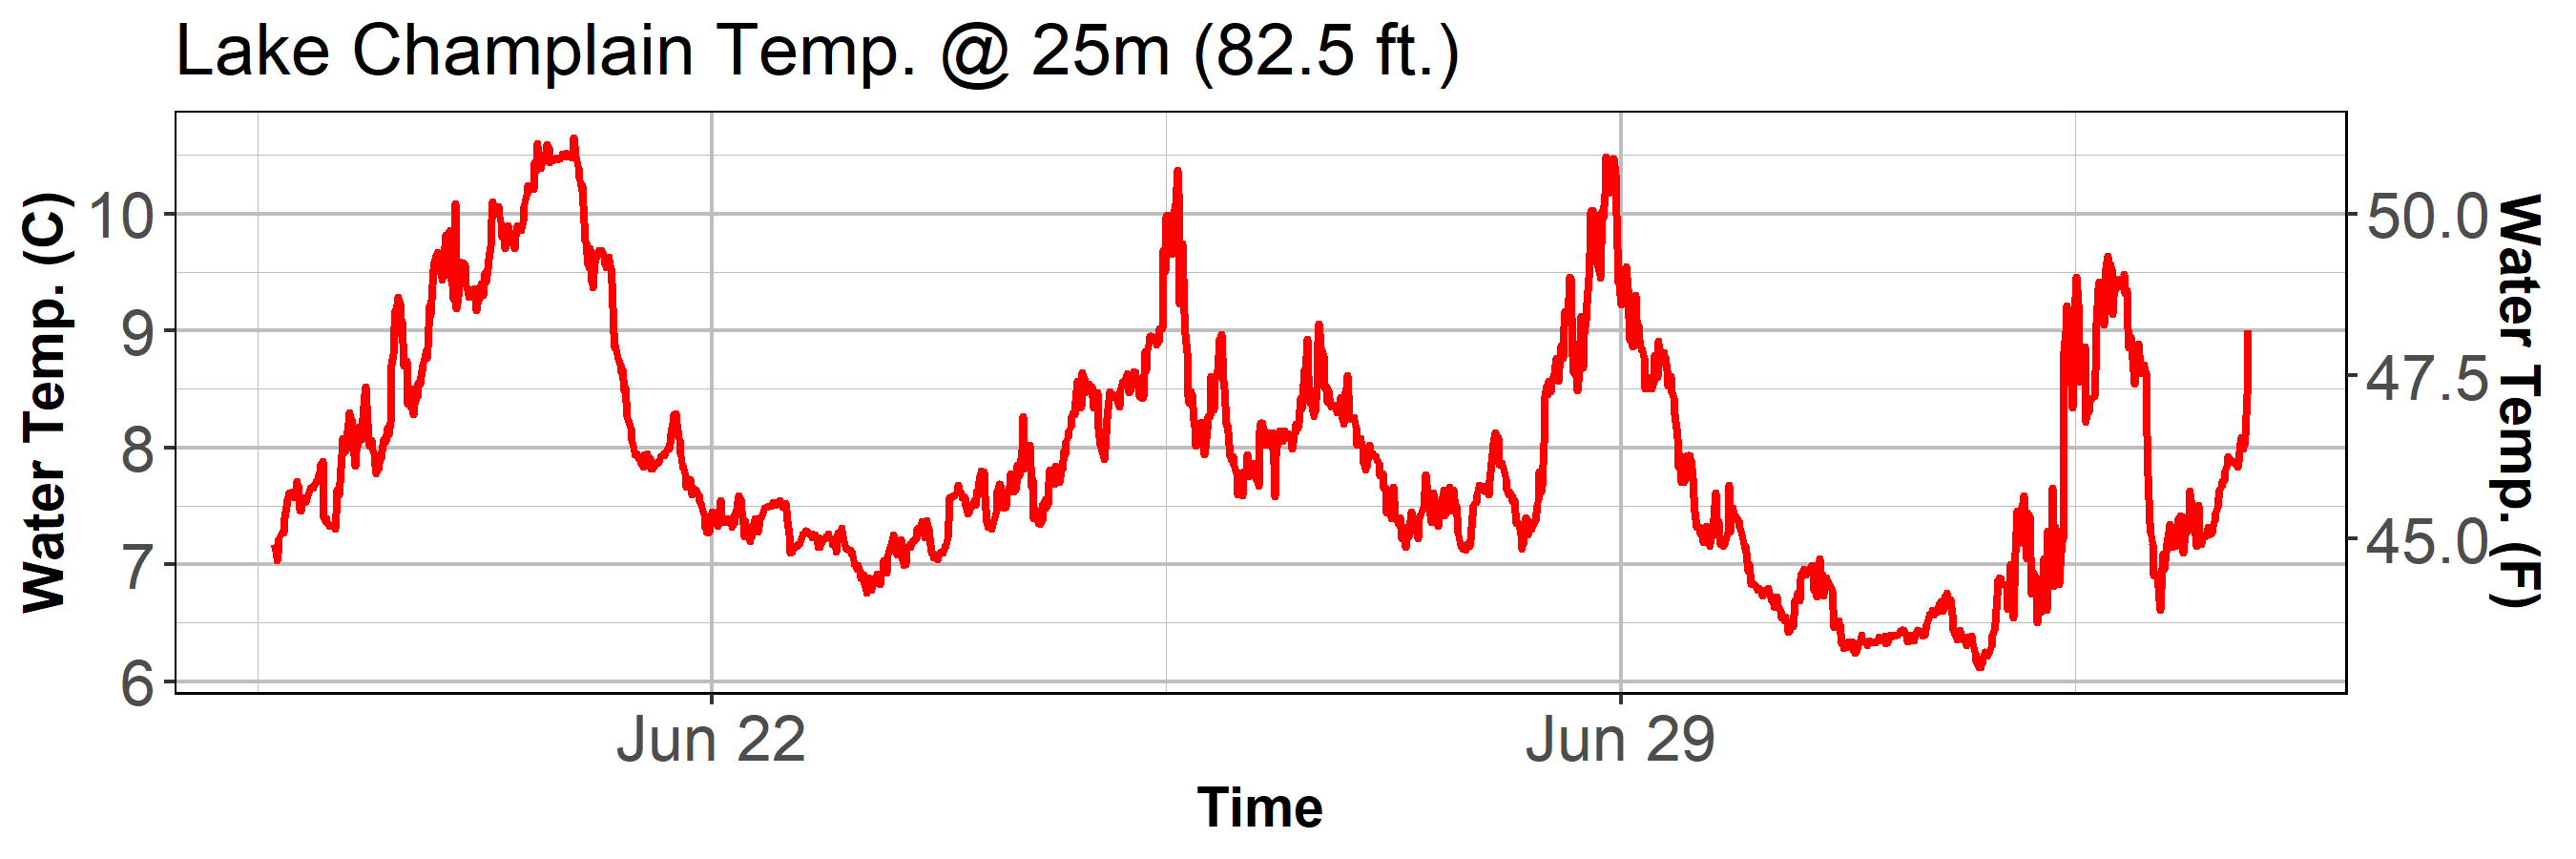 Lake Champlain Temp. @ 25m (82.5 ft.)
Water Temp. (C)
10
9
8
7
6
50.0
47.5
45.0
Water Temp. (F)
Jun 22
Jun 29
Time